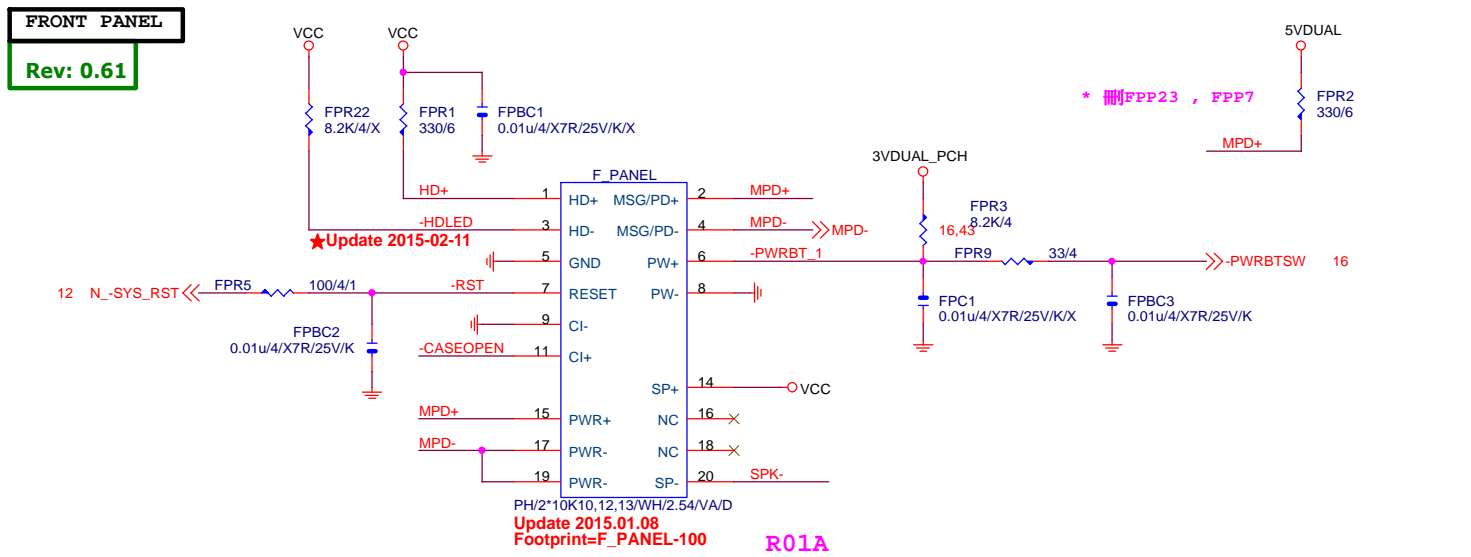 FRONT PANEL
Rev: 0.61
VCC
VCC
5VDUAL
FPR22
8.2K/4/X
FPR1
330/6
FPBC1
0.01u/4/X7R/25V/K/X
* 刪FPP23 , FPP7
FPR2
330/6
MPD+
3VDUAL_PCH
F_PANEL
HD+
1
HD+
MSG/PD+
2
MPD+
-HDLED
3
HD-
MSG/PD-
4
MPD-
MPD-
16,43
FPR3
8.2K/4
★Update 2015-02-11
5
GND
PW+
6
-PWRBT_1
FPR9
33/4
-PWRBTSW
16
12
N_-SYS_RST
FPR5
100/4/1
-RST
7
RESET
PW-
8
FPC1
0.01u/4/X7R/25V/K/X
FPBC3
0.01u/4/X7R/25V/K
9
CI-
FPBC2
0.01u/4/X7R/25V/K
-CASEOPEN
11
CI+
SP+
14
VCC
MPD+
15
PWR+
NC
16
MPD-
17
PWR-
NC
18
19
PWR-
SP-
20
SPK-
PH/2*10K10,12,13/WH/2.54/VA/D
Update 2015.01.08
Footprint=F_PANEL-100
R01A